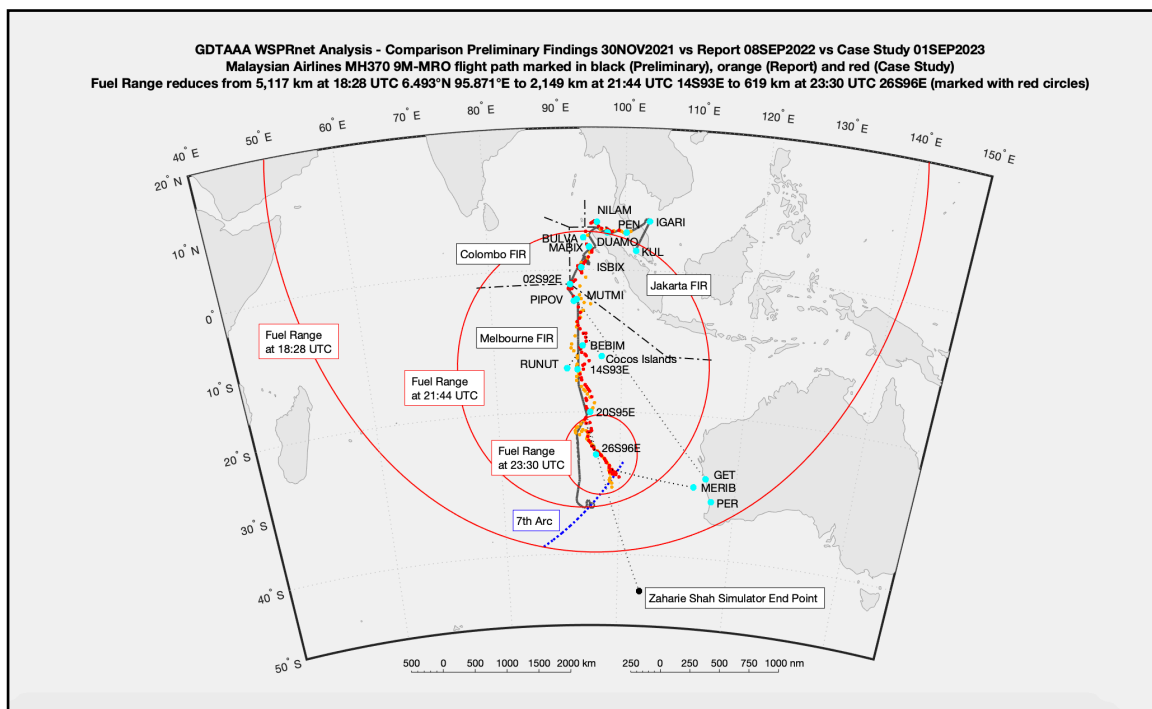 GDTAAA WSPRnet Analysis - Comparison Preliminary Findings 30NOV2021 vs Report 08SEP2022 vs Case Study 01SEP2023
Malaysian Airlines MH370 9M-MRO flight path marked in black (Preliminary), orange (Report) and red (Case Study)
Fuel Range reduces from 5,117 km at 18:28 UTC 6.493°N 95.871°E to 2,149 km at 21:44 UTC 14S93E to 619 km at 23:30 UTC 26S96E (marked with red circles)
40° E
50° E
60° E
70° E
80° E
90° E
100° E
110° E
120° E
130° E
140° E
150° E
20° N
10° N
0°
10° S
20° S
30° S
40° S
50° S
NILAM
PEN
IGARI
BULVA
DUAMO
MABIX
KUL
Colombo FIR
ISBIX
02S92E
Jakarta FIR
PIPOV
MUTMI
Fuel Range
at 18:28 UTC
Melbourne FIR
BEBIM
Cocos Islands
RUNUT
14S93E
Fuel Range
at 21:44 UTC
20S95E
Fuel Range
at 23:30 UTC
26S96E
GET
MERIB
PER
7th Arc
Zaharie Shah Simulator End Point
500 0 500 1000 2000 km
250 0 250 500 1000 nm